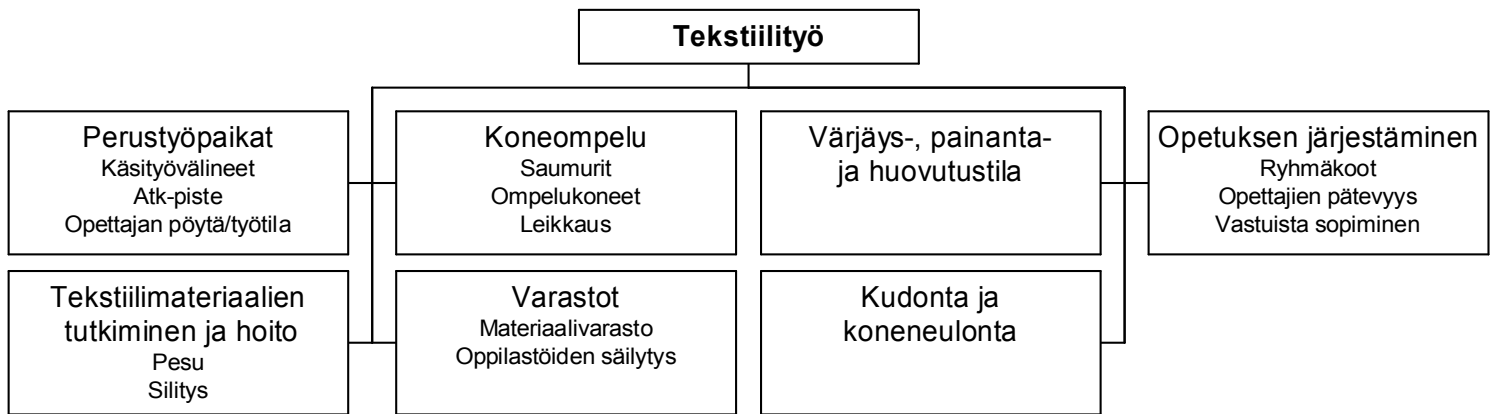 Tekstiilityö
Perustyöpaikat
Käsityövälineet
Atk-piste
Opettajan pöytä/työtila
Koneompelu
Saumurit
Ompelukoneet
Leikkaus
Värjäys-, painanta-
ja huovutustila
Opetuksen järjestäminen
Ryhmäkoot
Opettajien pätevyys
Vastuista sopiminen
Tekstiilimateriaalien
tutkiminen ja hoito
Pesu
Silitys
Varastot
Materiaalivarasto
Oppilastöiden säilytys
Kudonta ja
koneneulonta